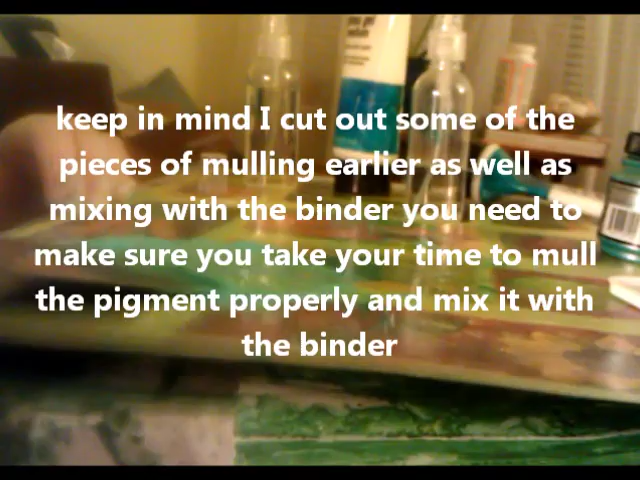 keep in mind I cut out some of the
pieces of mulling earlier as well as
mixing with the binder you need to
make sure you take your time to mull
the pigment properly and mix it with
the binder